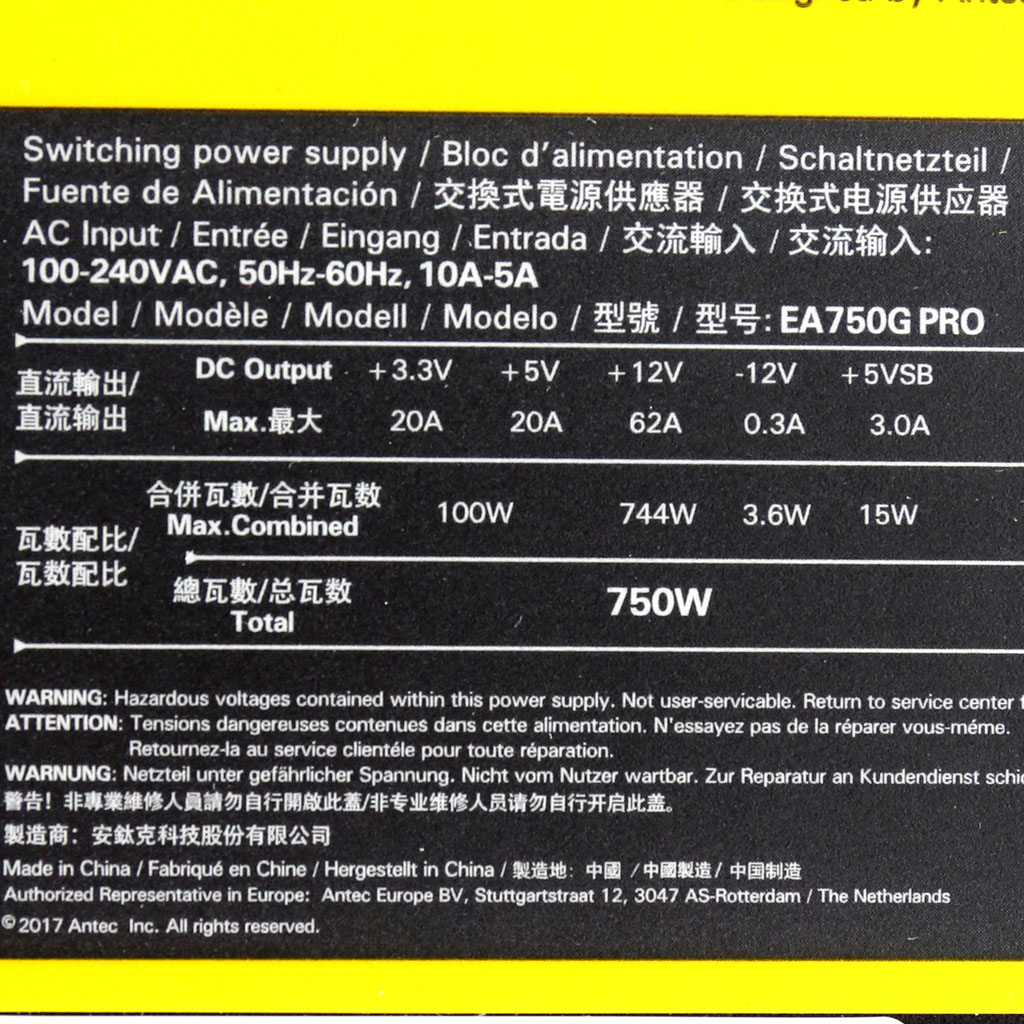 Switching power supply / Bloc d'alimentation / Schaltnetzteil /
Fuente de Alimentación / 交換式電源供應器 / 交换式电源供应器
AC Input / Entrée / Eingang / Entrada / 交流輸入 / 交流输入:
100-240VAC, 50Hz-60Hz, 10A-5A
Model / Modèle / Modell / Modelo / 型號 / 型号: EA750G PRO
直流輸出/
直流输出
DC Output +3.3V +5V +12V -12V +5VSB
Max.最大 20A 20A 62A 0.3A 3.0A
瓦數配比/
瓦数配比
合併瓦數/合并瓦数
Max.Combined 100W 744W 3.6W 15W
總瓦數/总瓦数
Total 750W
WARNING: Hazardous voltages contained within this power supply. Not user-servicable. Return to service center
ATTENTION: Tensions dangereuses contenues dans cette alimentation. N'essayez pas de la réparer vous-méme.
Retournez-la au service clientéle pour toute réparation.
WARNUNG: Netzteil unter gefährlicher Spannung. Nicht vom Nutzer wartbar. Zur Reparatur an Kundendienst
警告! 非專業維修人員請勿自行開啟此蓋/非专业维修人员请勿自行开启此盖。
製造商: 安鈦克科技股份有限公司
Made in China / Fabriqué en Chine / Hergestellt in China / 製造地: 中國 / 中國製造 / 中国制造
Authorized Representative in Europe: Antec Europe BV, Stuttgartstraat 12, 3047 AS-Rotterdam / The Netherlands
© 2017 Antec Inc. All rights reserved.